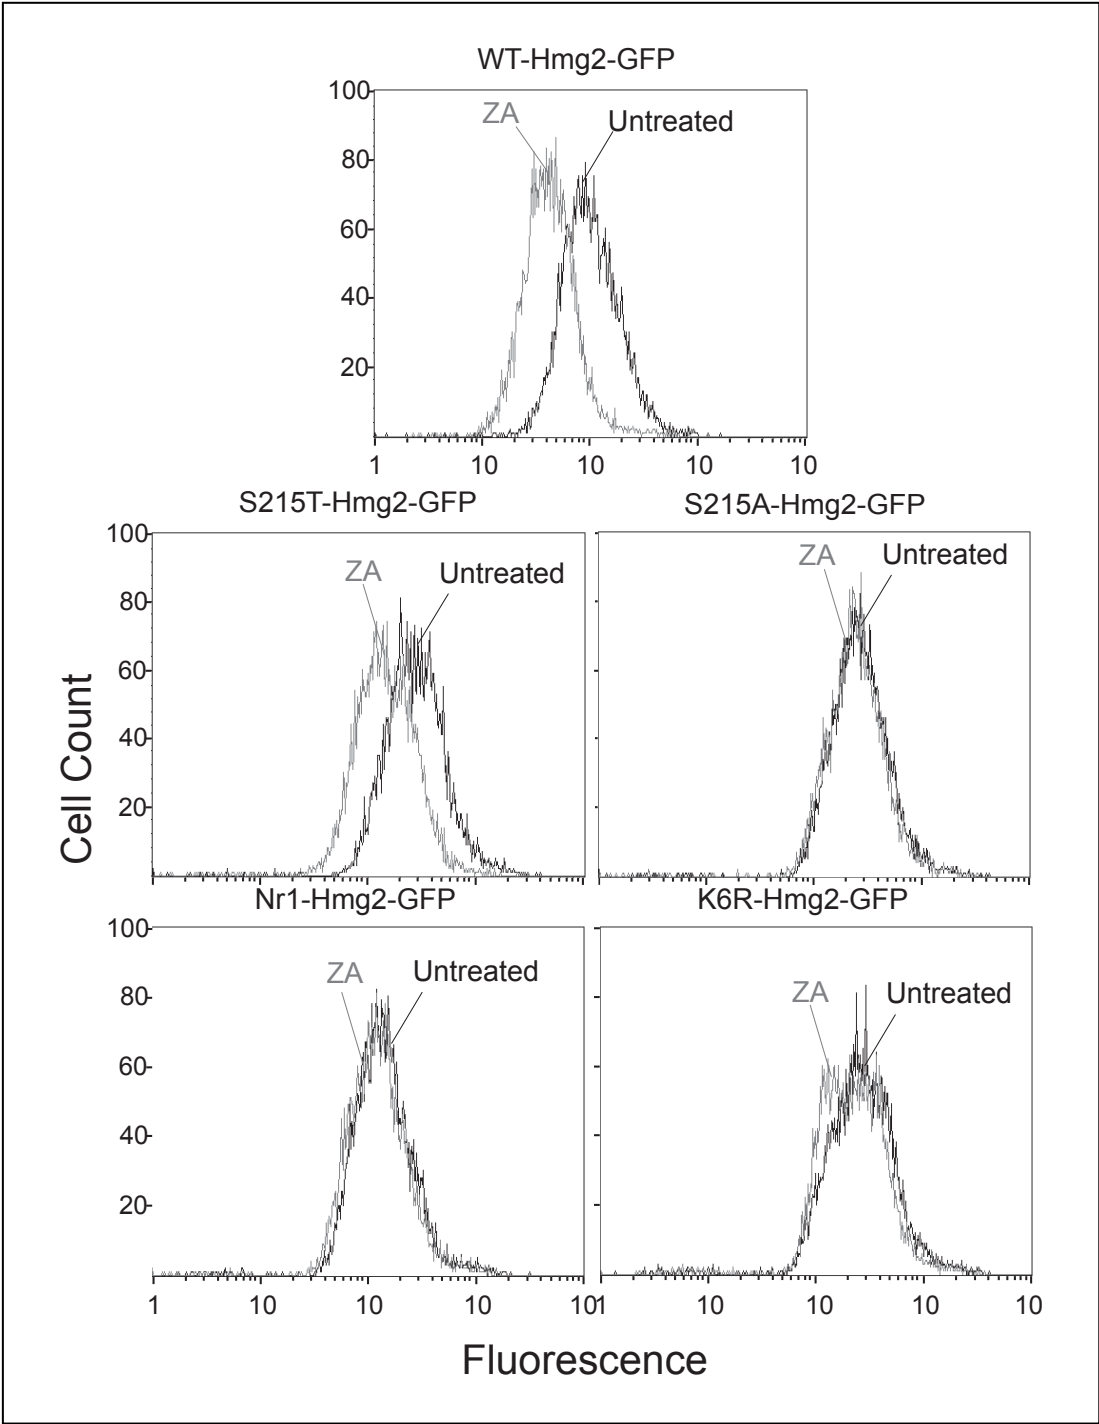 WT-Hmg2-GFP
100
80
60
40
20
ZA
Untreated
1 10 10 10 10
S215T-Hmg2-GFP
S215A-Hmg2-GFP
100
80
60
40
20
ZA
Untreated
ZA
Untreated
Cell Count
Nr1-Hmg2-GFP
K6R-Hmg2-GFP
100
80
60
40
20
ZA
Untreated
ZA
Untreated
1 10 10 10 10
1 10 10 10 10
Fluorescence